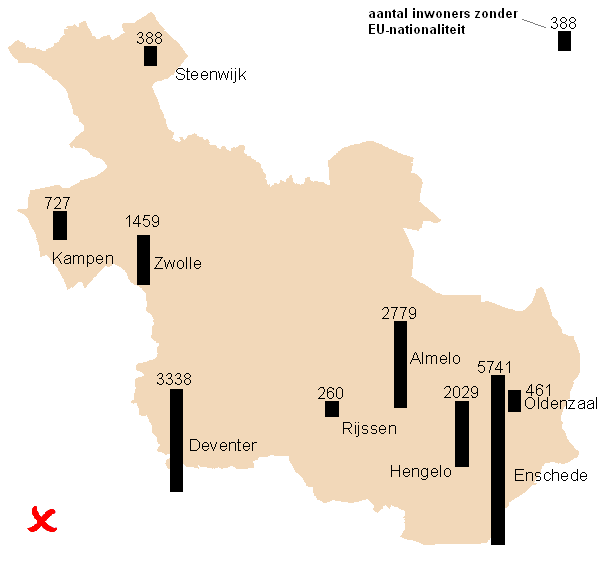 aantal inwoners zonder
EU-nationaliteit
388
388
Steenwijk
727
Kampen
1459
Zwolle
2779
Almelo
3338
Deventer
260
Rijssen
2029
Hengelo
5741
Enschede
461
Oldenzaal